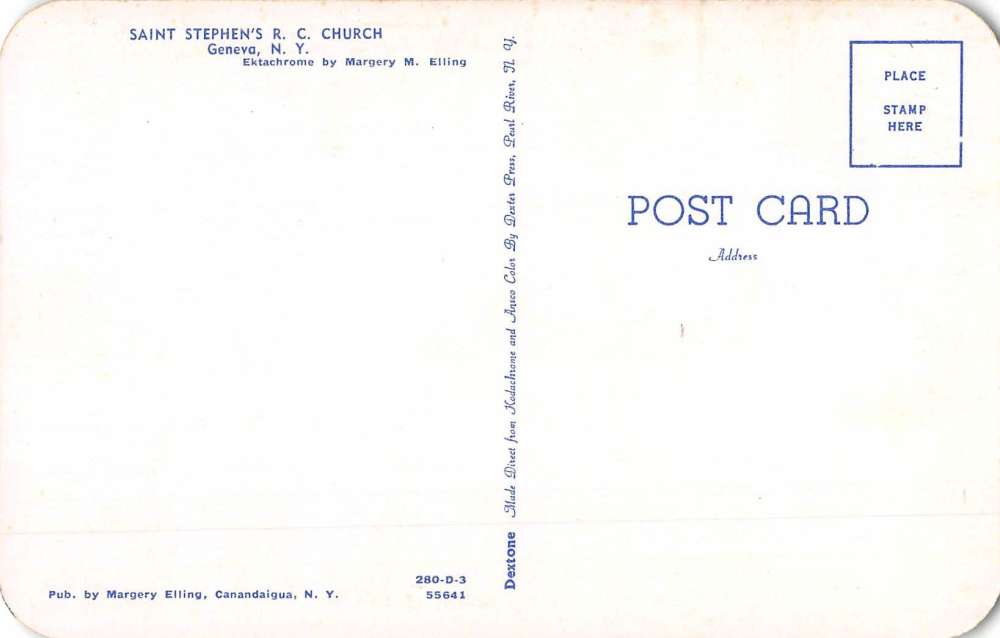 SAINT STEPHEN'S R. C. CHURCH
Geneva, N. Y.
Ektachrome by Margery M. Elling
Pub. by Margery Elling, Canandaigua, N. Y.
280-D-3
55641
Dextone Made Direct from Kodachrome and Ansco Color By Dexter Press, Pearl River, N. Y.
PLACE
STAMP
HERE
POST CARD
Address